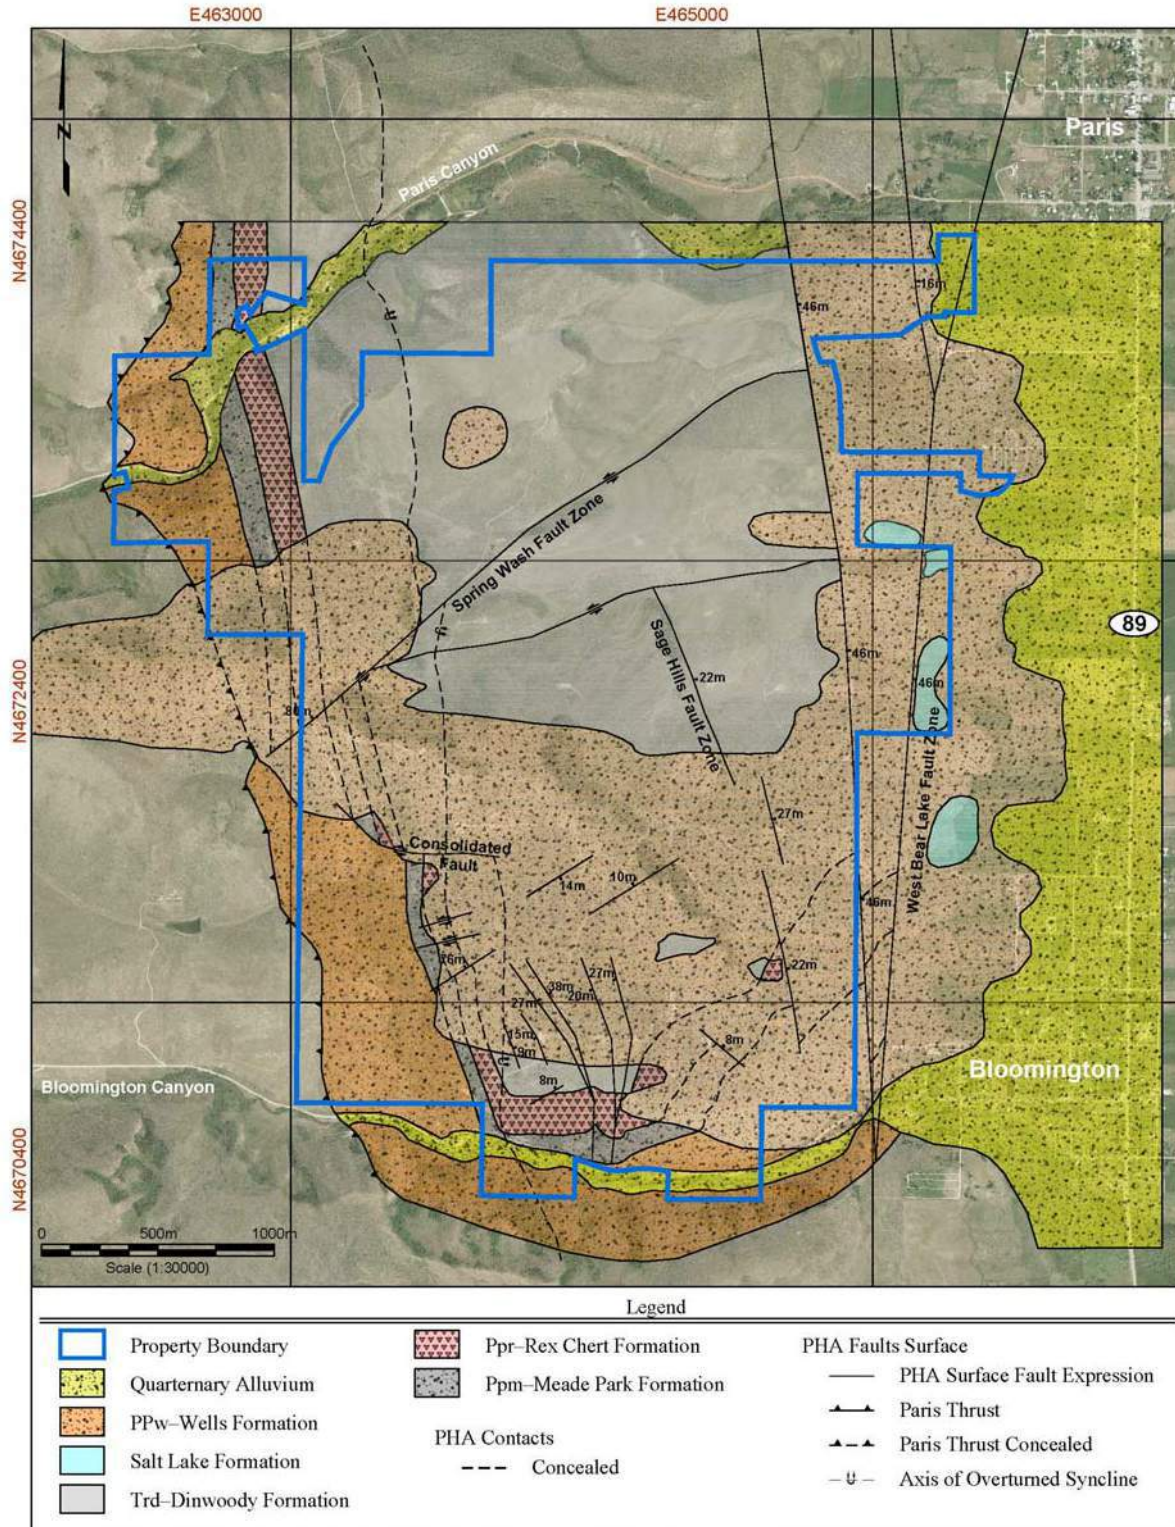 E463000
E465000
N
Paris
Paris Canyon
N4674400
46m
16m
Spring Wash Fault Zone
89
Sage Hills Fault Zone
46m
22m
46m
N4672400
West Bear Lake Fault Zone
27m
Consolidated
Fault
14m
10m
46m
16m
27m
22m
38m
20m
27m
15m
9m
8m
8m
Bloomington
Bloomington Canyon
N4670400
0 500m 1000m
Scale (1:30000)
Legend
Property Boundary
Quarternary Alluvium
PPw–Wells Formation
Salt Lake Formation
Trd–Dinwoody Formation
Ppr–Rex Chert Formation
Ppm–Meade Park Formation
PHA Contacts
Concealed
PHA Faults Surface
PHA Surface Fault Expression
Paris Thrust
Paris Thrust Concealed
Axis of Overturned Syncline